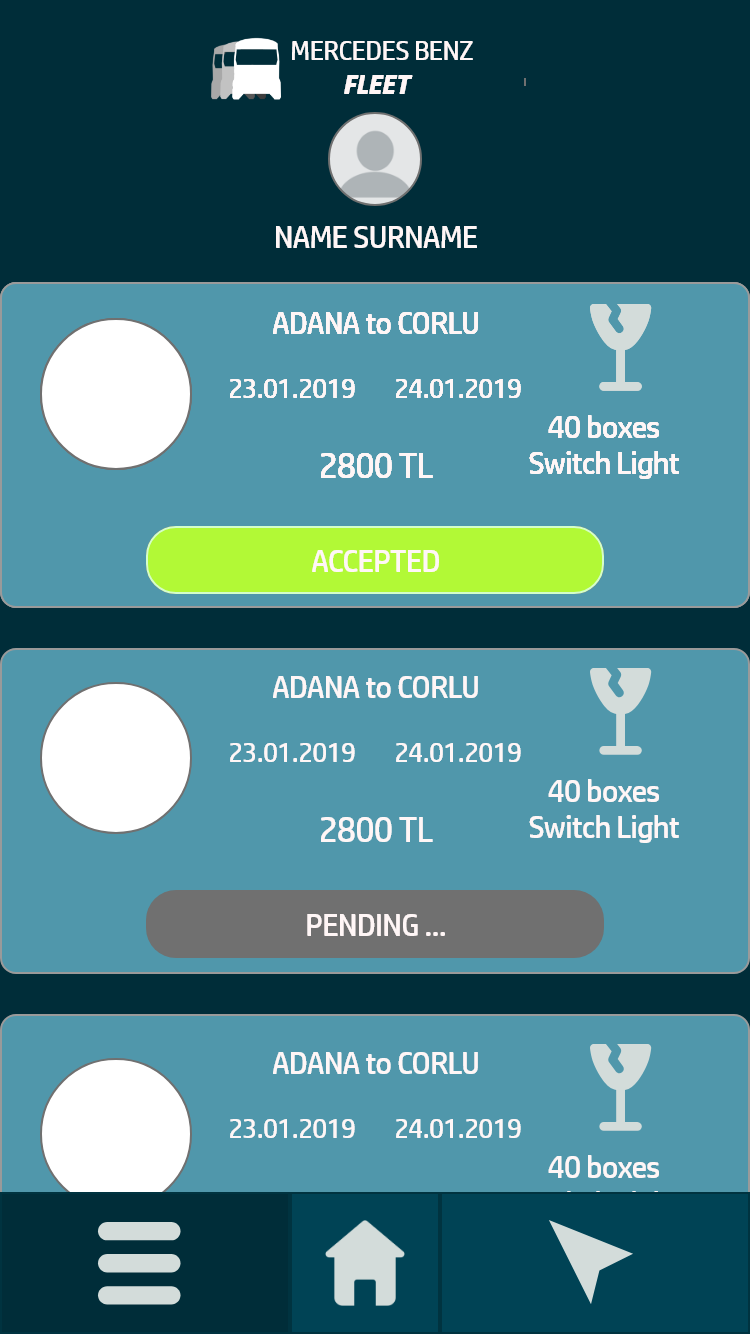 MERCEDES BENZ
FLEET
NAME SURNAME
ADANA to CORLU
23.01.2019 24.01.2019
40 boxes
2800 TL
Switch Light
ACCEPTED
ADANA to CORLU
23.01.2019 24.01.2019
40 boxes
2800 TL
Switch Light
PENDING ...
ADANA to CORLU
23.01.2019 24.01.2019
40 boxes